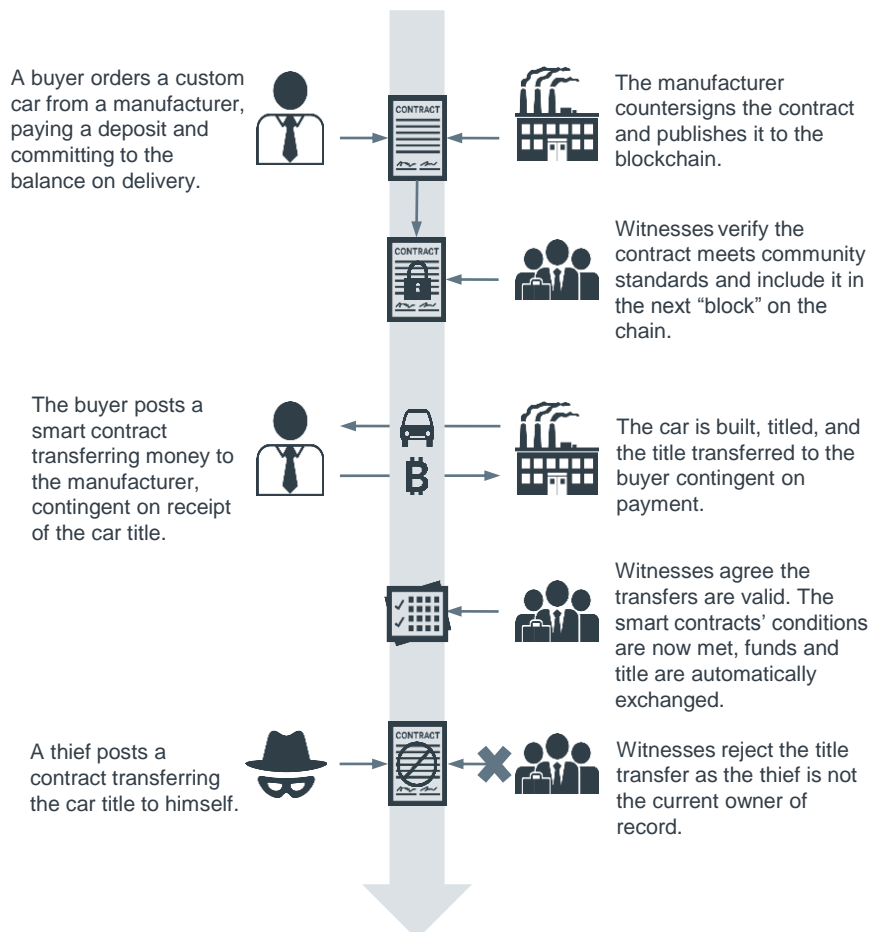 A buyer orders a custom
car from a manufacturer,
paying a deposit and
committing to the
balance on delivery.
CONTRACT
The manufacturer
countersigns the contract
and publishes it to the
blockchain.
CONTRACT
Witnesses verify the
contract meets community
standards and include it in
the next “block” on the
chain.
The buyer posts a
smart contract
transferring money to
the manufacturer,
contingent on receipt
of the car title.
The car is built, titled, and
the title transferred to the
buyer contingent on
payment.
Witnesses agree the
transfers are valid. The
smart contracts’ conditions
are now met, funds and
title are automatically
exchanged.
A thief posts a
contract transferring
the car title to himself.
CONTRACT
Witnesses reject the title
transfer as the thief is not
the current owner of
record.